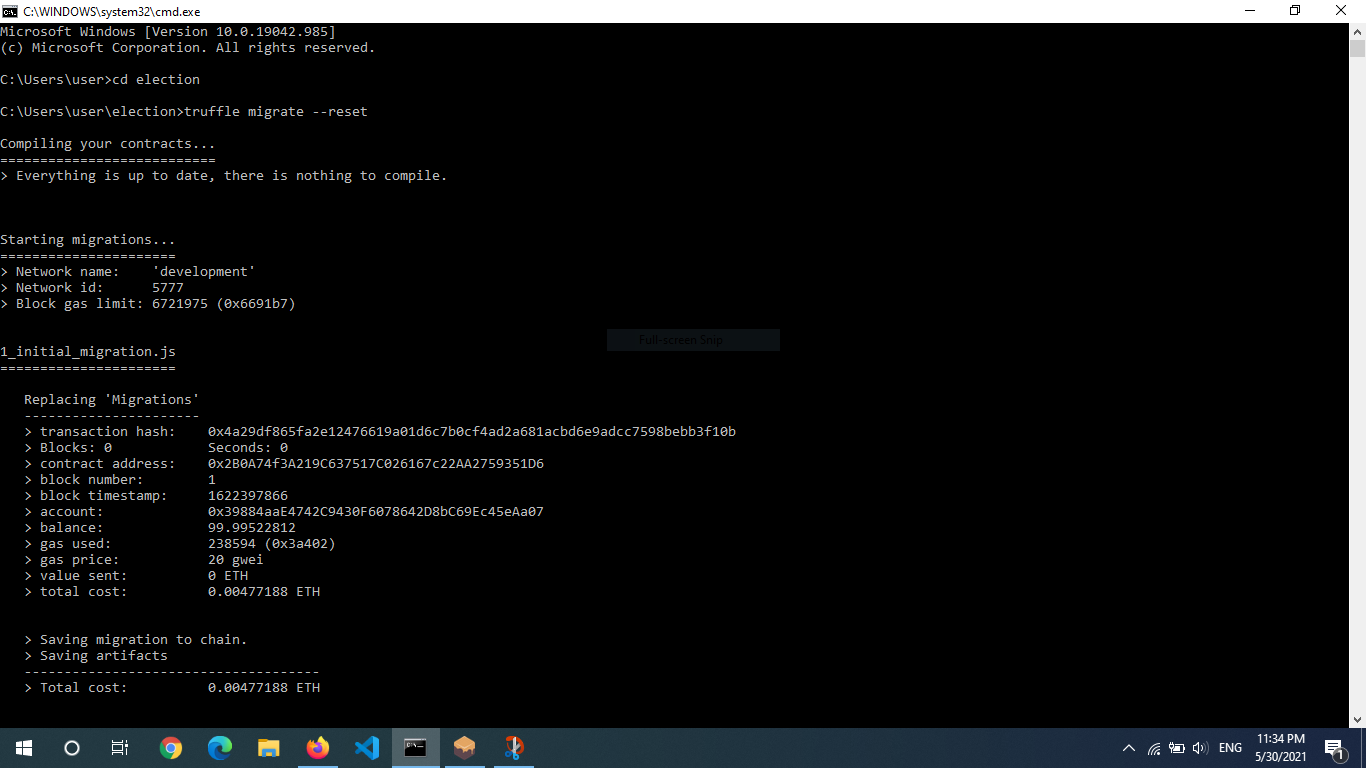 C:\WINDOWS\system32\cmd.exe
Microsoft Windows [Version 10.0.19042.985]
(c) Microsoft Corporation. All rights reserved.
C:\Users\user>cd election
C:\Users\user\election>truffle migrate --reset
Compiling your contracts...
===========================
> Everything is up to date, there is nothing to compile.
Starting migrations...
======================
> Network name:    'development'
> Network id:      5777
> Block gas limit: 6721975 (0x6691b7)
Full-screen Snip
1_initial_migration.js
======================
Replacing 'Migrations'
----------------------
> transaction hash:    0x4a29df865fa2e12476619a01d6c7b0cf4ad2a681acbd6e9adcc7598bebb3f10b
> Blocks: 0            Seconds: 0
> contract address:    0x2B0A74f3A219C637517C026167c22AA2759351D6
> block number:        1
> block timestamp:     1622397866
> account:             0x39884aaE4742C9430F6078642D8bC69Ec45eAa07
> balance:             99.99522812
> gas used:            238594 (0x3a402)
> gas price:           20 gwei
> value sent:          0 ETH
> total cost:          0.00477188 ETH
> Saving migration to chain.
> Saving artifacts
-------------------------------------
> Total cost:          0.00477188 ETH
ENG
11:34 PM
5/30/2021
1